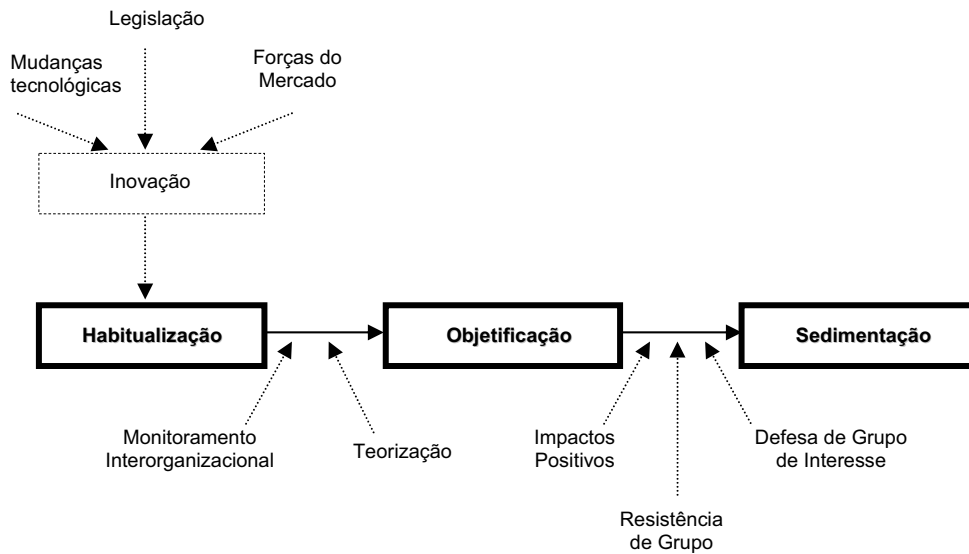 Legislação
Mudanças
tecnológicas
Forças do
Mercado
Inovação
Habitualização
Objetificação
Sedimentação
Monitoramento
Interorganizacional
Teorização
Impactos
Positivos
Defesa de Grupo
de Interesse
Resistência
de Grupo